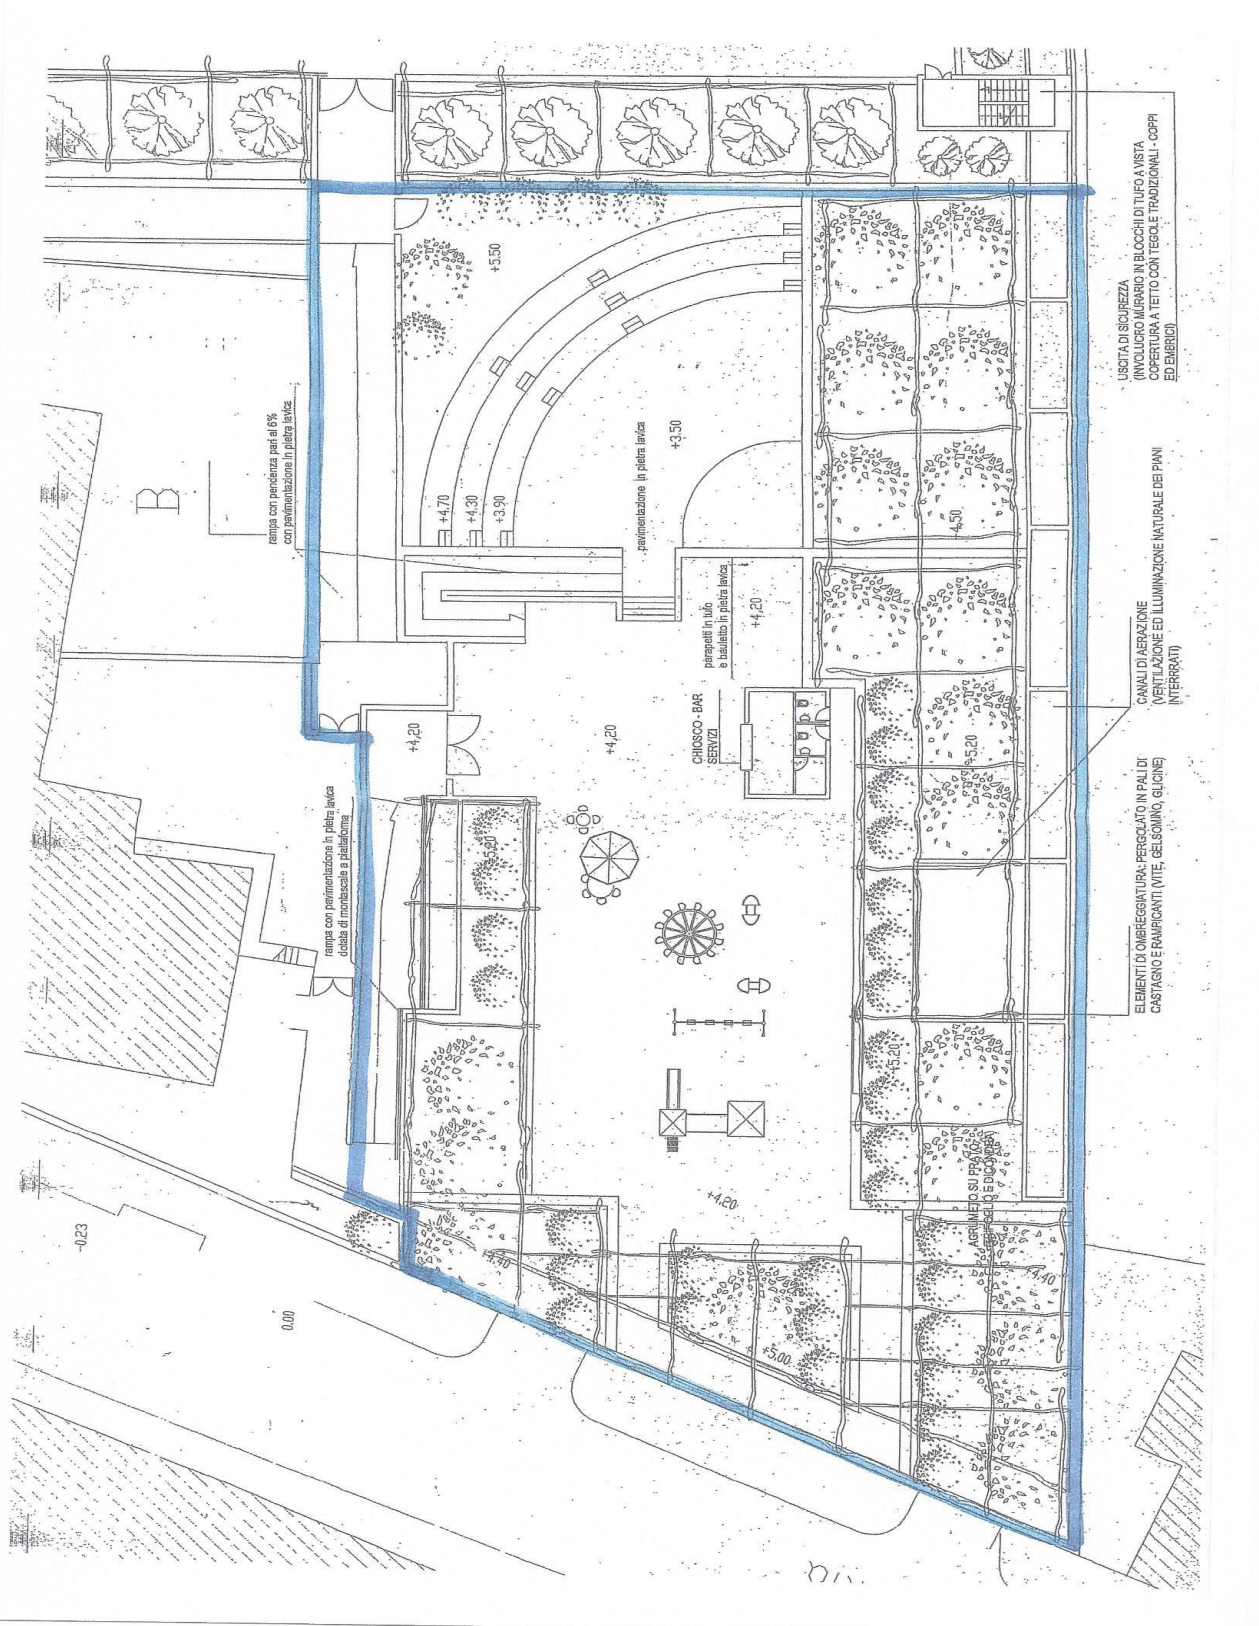 USCITA DI SICUREZZA
(INVOLUCRO MURARIO IN BLOCCHI DI TUFO A VISTA
COPERTURA A TETTO CON TEGOLE TRADIZIONALI - COPPI
ED EMBRICI)
CANALI DI AERAZIONE
(VENTILAZIONE ED ILLUMINAZIONE NATURALE DEI PIANI
INTERRATI)
ELEMENTI DI OMBREGGIATURA: PERGOLATO IN PALI DI
CASTAGNO E RAMPICANTI (VITE, GELSOMINO, GLICINE)
B
rampa con pendenza pari al 6%
con pavimentazione in pietra lavica
rampa con pavimentazione in pietra lavica
dotata di montascale a piattaforma
+5.50
+4.70
+4.30
+3.90
pavimentazione in pietra lavica
+3.50
parapetti in tufo
e bauletto in pietra lavica
+4,20
CHIOSCO - BAR
SERVIZI
+4,20
+4,20
+5.20
4,50
+5.20
+5.20
+4.20
AGRUMETO SU PRATO
4.40
+5.00
4.40
-0.23
0.00